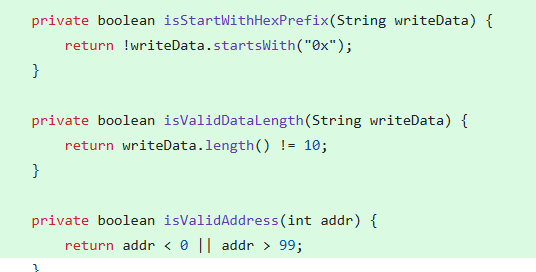 private boolean isStartWithHexPrefix(String writeData) {
return !writeData.startsWith("0x");
}
private boolean isValidDataLength(String writeData) {
return writeData.length() != 10;
}
private boolean isValidAddress(int addr) {
return addr < 0 || addr > 99;
}